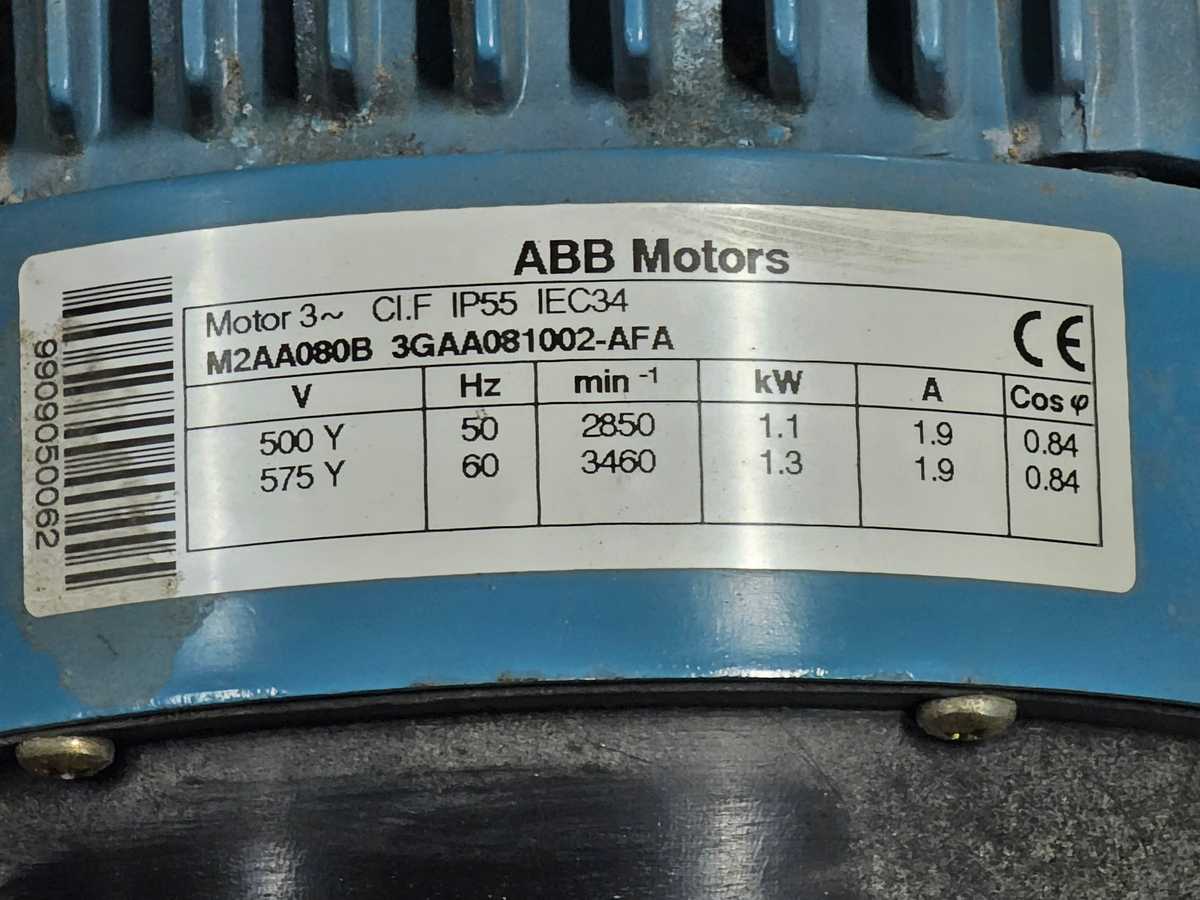 ABB Motors
Motor 3~ Cl.F IP55 IEC34
M2AA080B 3GAA081002-AFA
CE
V Hz min -1 kW A Cos φ
500 Y 50 2850 1.1 1.9 0.84
575 Y 60 3460 1.3 1.9 0.84
9909050062